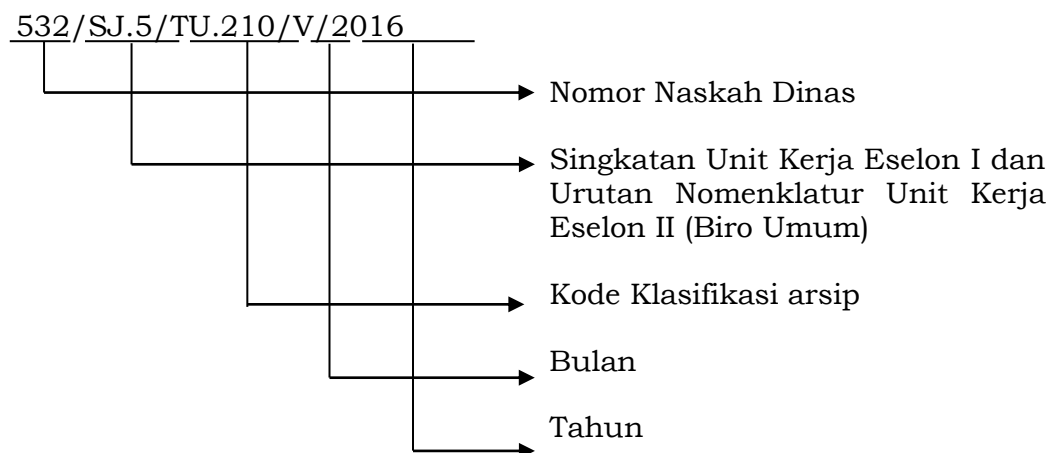 532/SJ.5/TU.210/V/2016
Nomor Naskah Dinas
Singkatan Unit Kerja Eselon I dan
Urutan Nomenklatur Unit Kerja
Eselon II (Biro Umum)
Kode Klasifikasi arsip
Bulan
Tahun